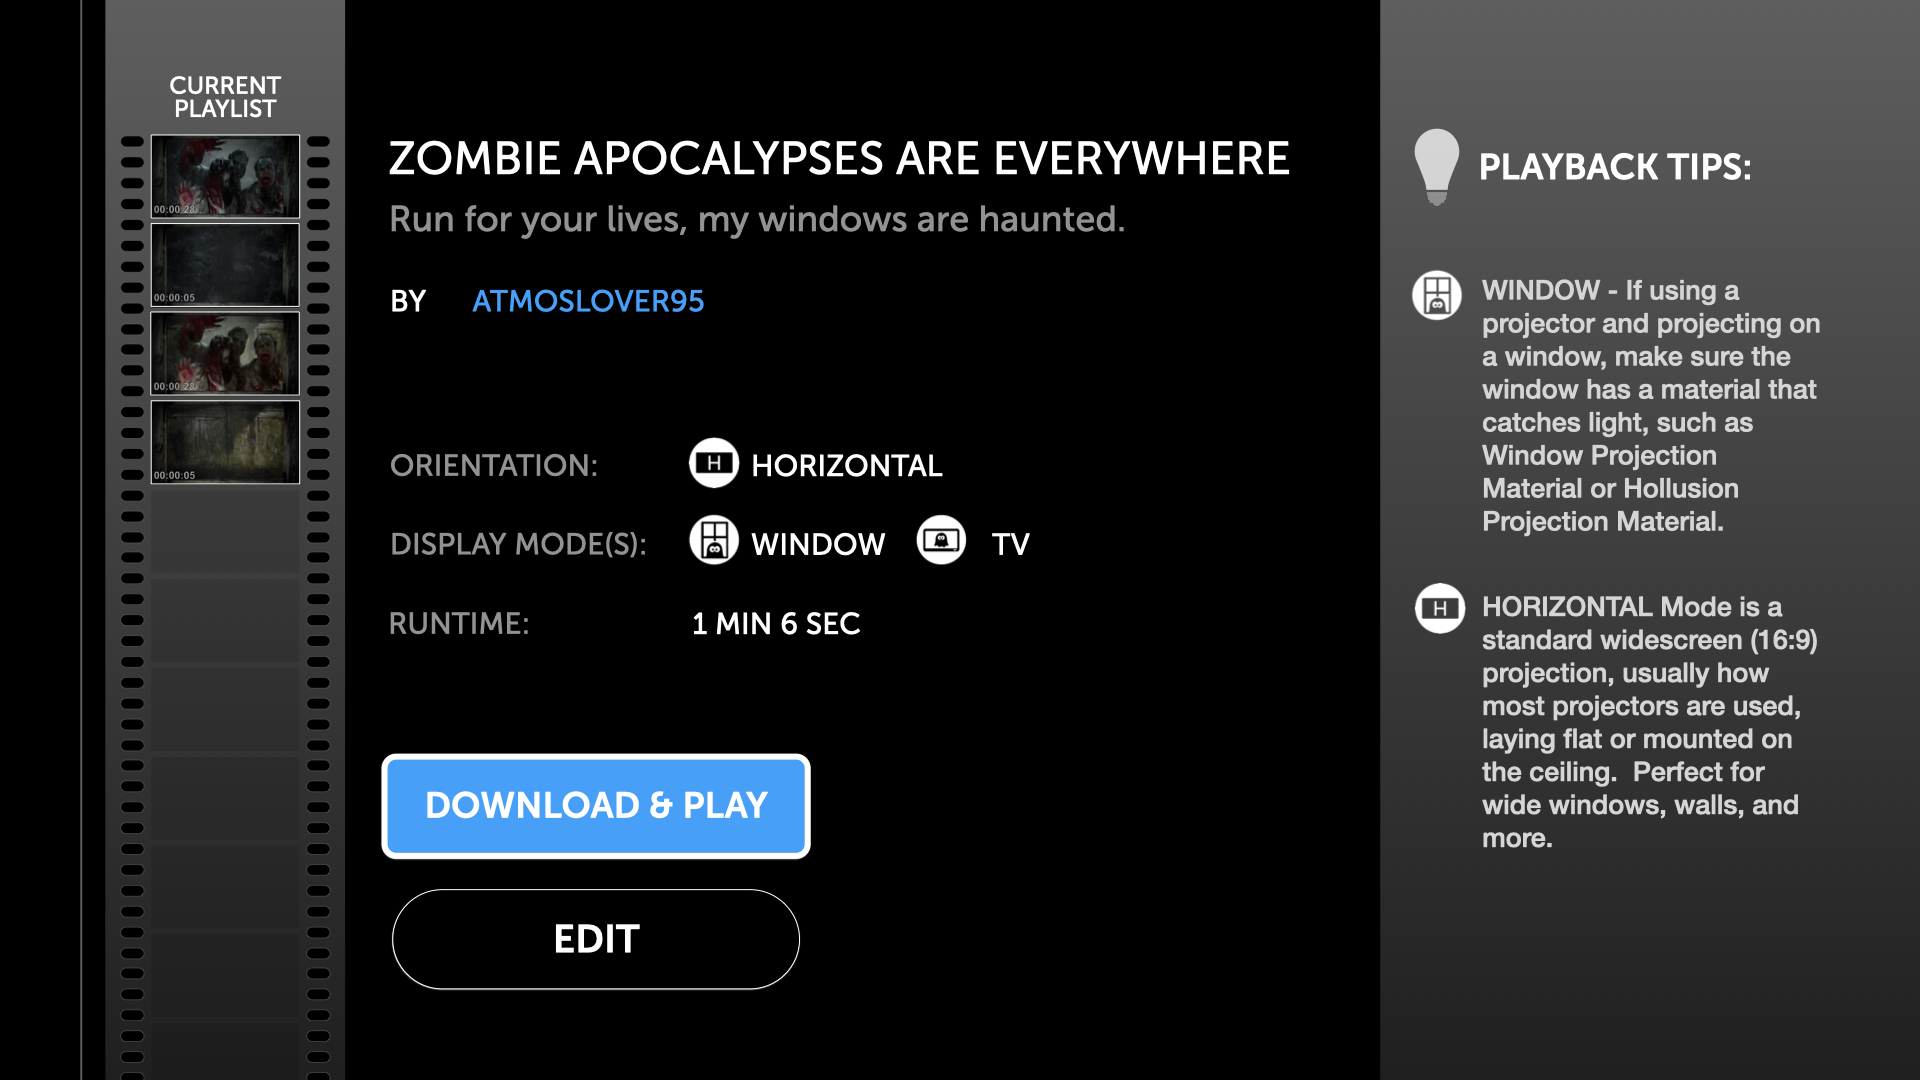 CURRENT
PLAYLIST
00:00:28
00:00:05
00:00:28
00:00:05
ZOMBIE APOCALYPSES ARE EVERYWHERE
Run for your lives, my windows are haunted.
BY ATMOSLOVER95
ORIENTATION: H HORIZONTAL
DISPLAY MODE(S): WINDOW TV
RUNTIME: 1 MIN 6 SEC
DOWNLOAD & PLAY
EDIT
PLAYBACK TIPS:
WINDOW - If using a
projector and projecting on
a window, make sure the
window has a material that
catches light, such as
Window Projection
Material or Hollusion
Projection Material.
H HORIZONTAL Mode is a
standard widescreen (16:9)
projection, usually how
most projectors are used,
laying flat or mounted on
the ceiling.  Perfect for
wide windows, walls, and
more.